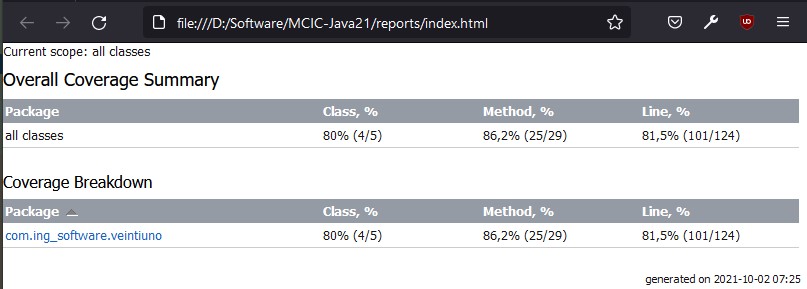 file:///D:/Software/MCIC-Java21/reports/index.html
Current scope: all classes
Overall Coverage Summary
Package Class, % Method, % Line, %
all classes 80% (4/5) 86,2% (25/29) 81,5% (101/124)
Coverage Breakdown
Package Class, % Method, % Line, %
com.ing_software.veintiuno 80% (4/5) 86,2% (25/29) 81,5% (101/124)
generated on 2021-10-02 07:25